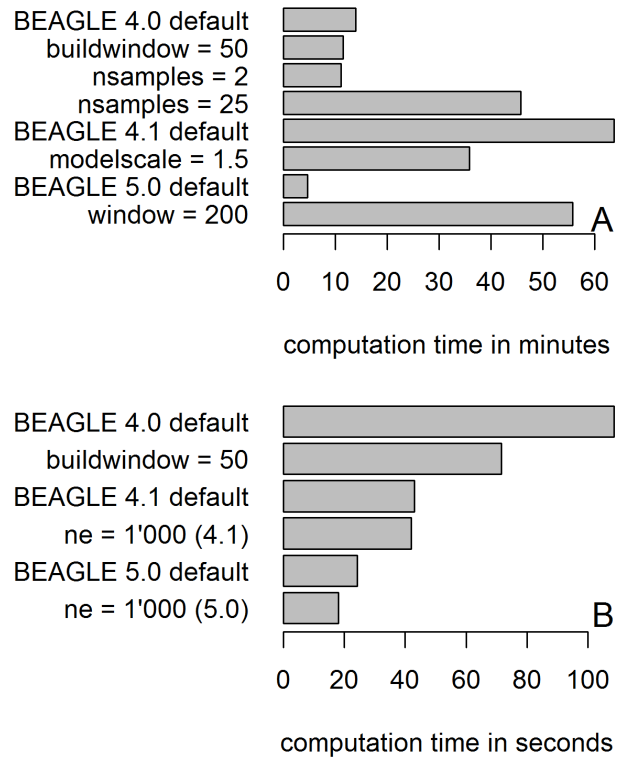 BEAGLE 4.0 default
buildwindow = 50
nsamples = 2
nsamples = 25
BEAGLE 4.1 default
modelscale = 1.5
BEAGLE 5.0 default
window = 200
A
0 10 20 30 40 50 60
computation time in minutes
BEAGLE 4.0 default
buildwindow = 50
BEAGLE 4.1 default
ne = 1'000 (4.1)
BEAGLE 5.0 default
ne = 1'000 (5.0)
B
0 20 40 60 80 100
computation time in seconds